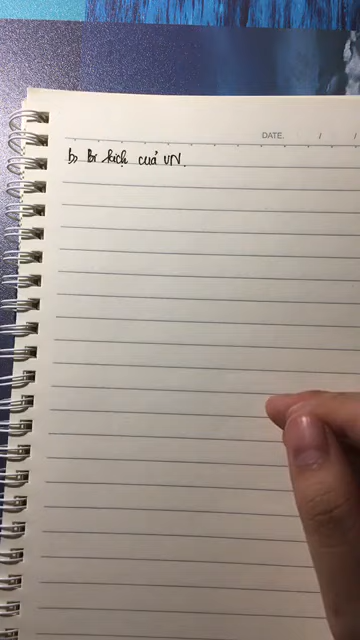 DATE. / /
b, Bi kịch của VN.